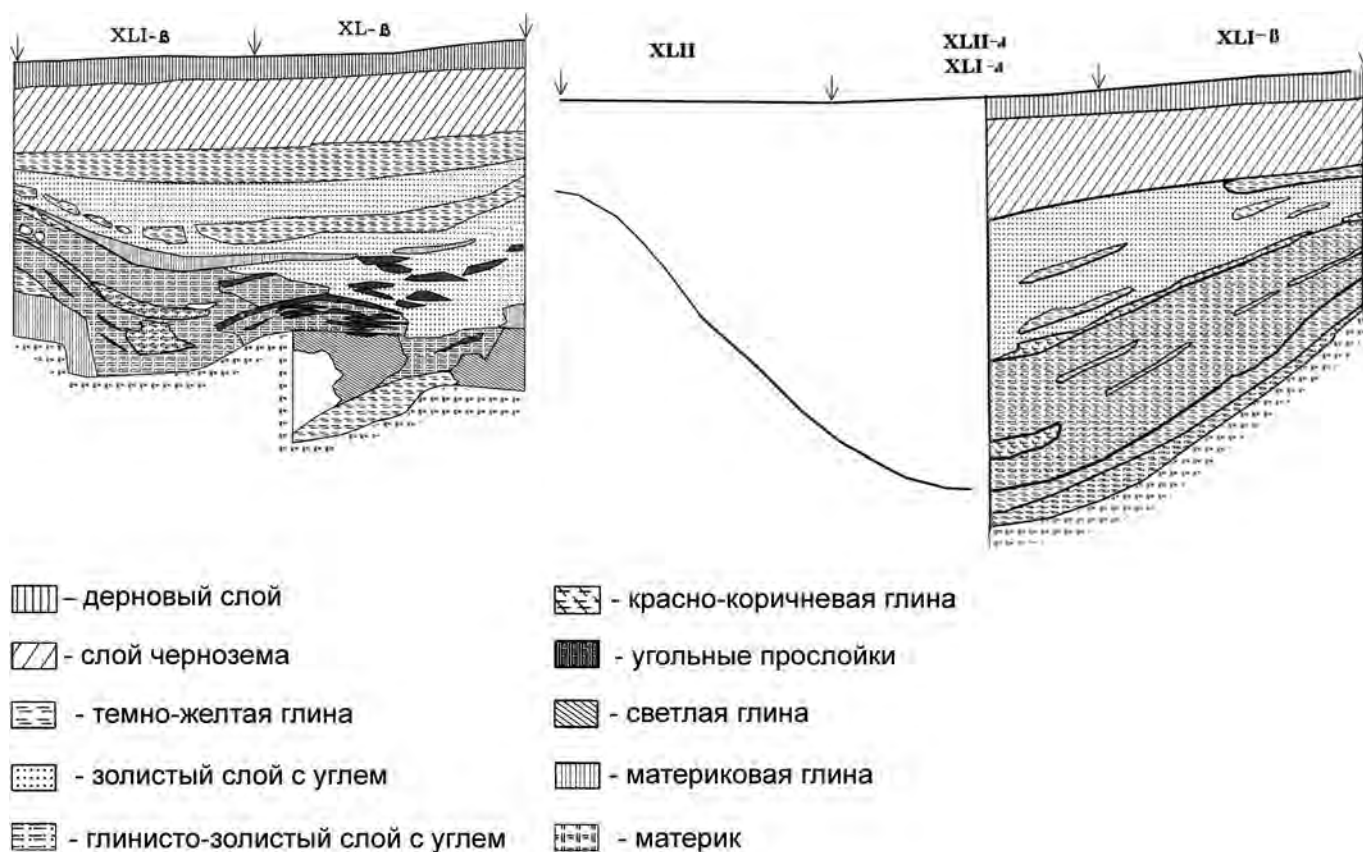 XLI-в XL-в
XLII XLII-а XLI-в
XLI-а
– дерновый слой
- слой чернозема
- темно-желтая глина
- золистый слой с углем
- глинисто-золистый слой с углем
- красно-коричневая глина
- угольные прослойки
- светлая глина
- материковая глина
- материк